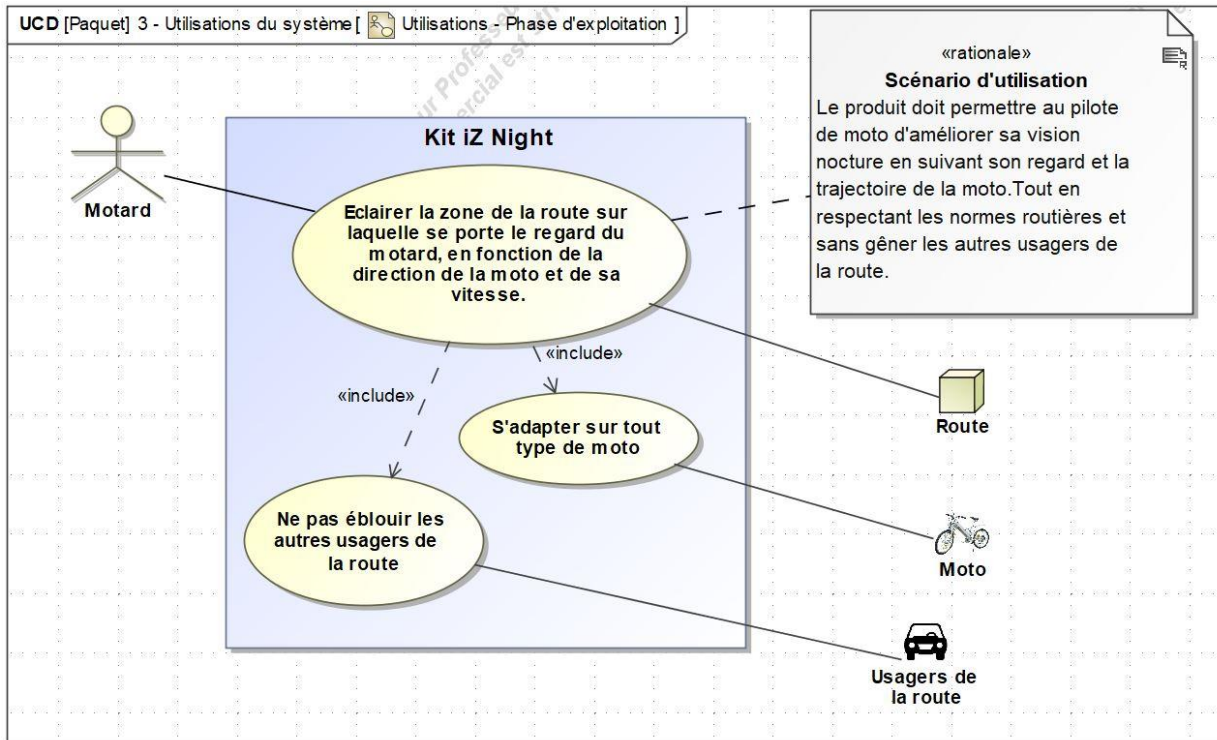 UCD [Paquet] 3 - Utilisations du système [ Utilisations - Phase d'exploitation ]
«rationale»
Scénario d'utilisation
Le produit doit permettre au pilote
de moto d'améliorer sa vision
nocture en suivant son regard et la
trajectoire de la moto.Tout en
respectant les normes routières et
sans gêner les autres usagers de
la route.
Kit iZ Night
Motard
Eclairer la zone de la route sur
laquelle se porte le regard du
motard, en fonction de la
direction de la moto et de sa
vitesse.
«include»
«include»
S'adapter sur tout
type de moto
Route
Ne pas éblouir les
autres usagers de
la route
Moto
Usagers de
la route